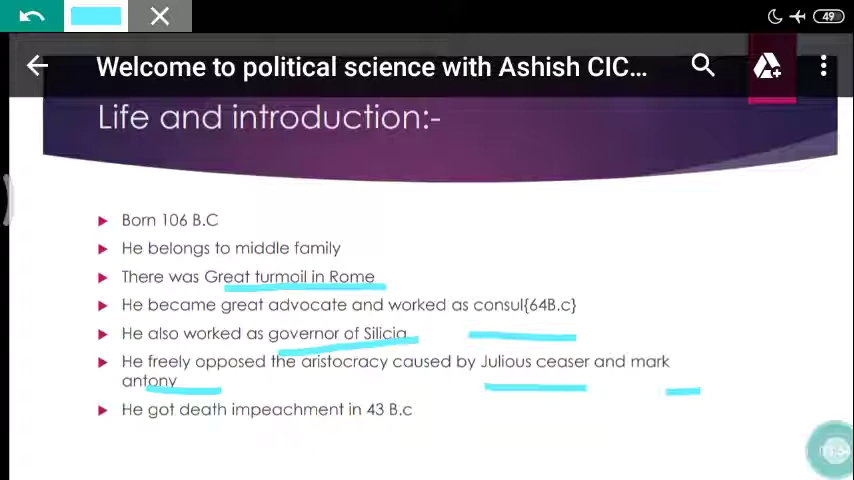 49
Welcome to political science with Ashish CIC...
Life and introduction:-
Born 106 B.C
He belongs to middle family
There was Great turmoil in Rome
He became great advocate and worked as consul{64B.c}
He also worked as governor of Silicia
He freely opposed the aristocracy caused by Julious ceaser and mark
antony
He got death impeachment in 43 B.c